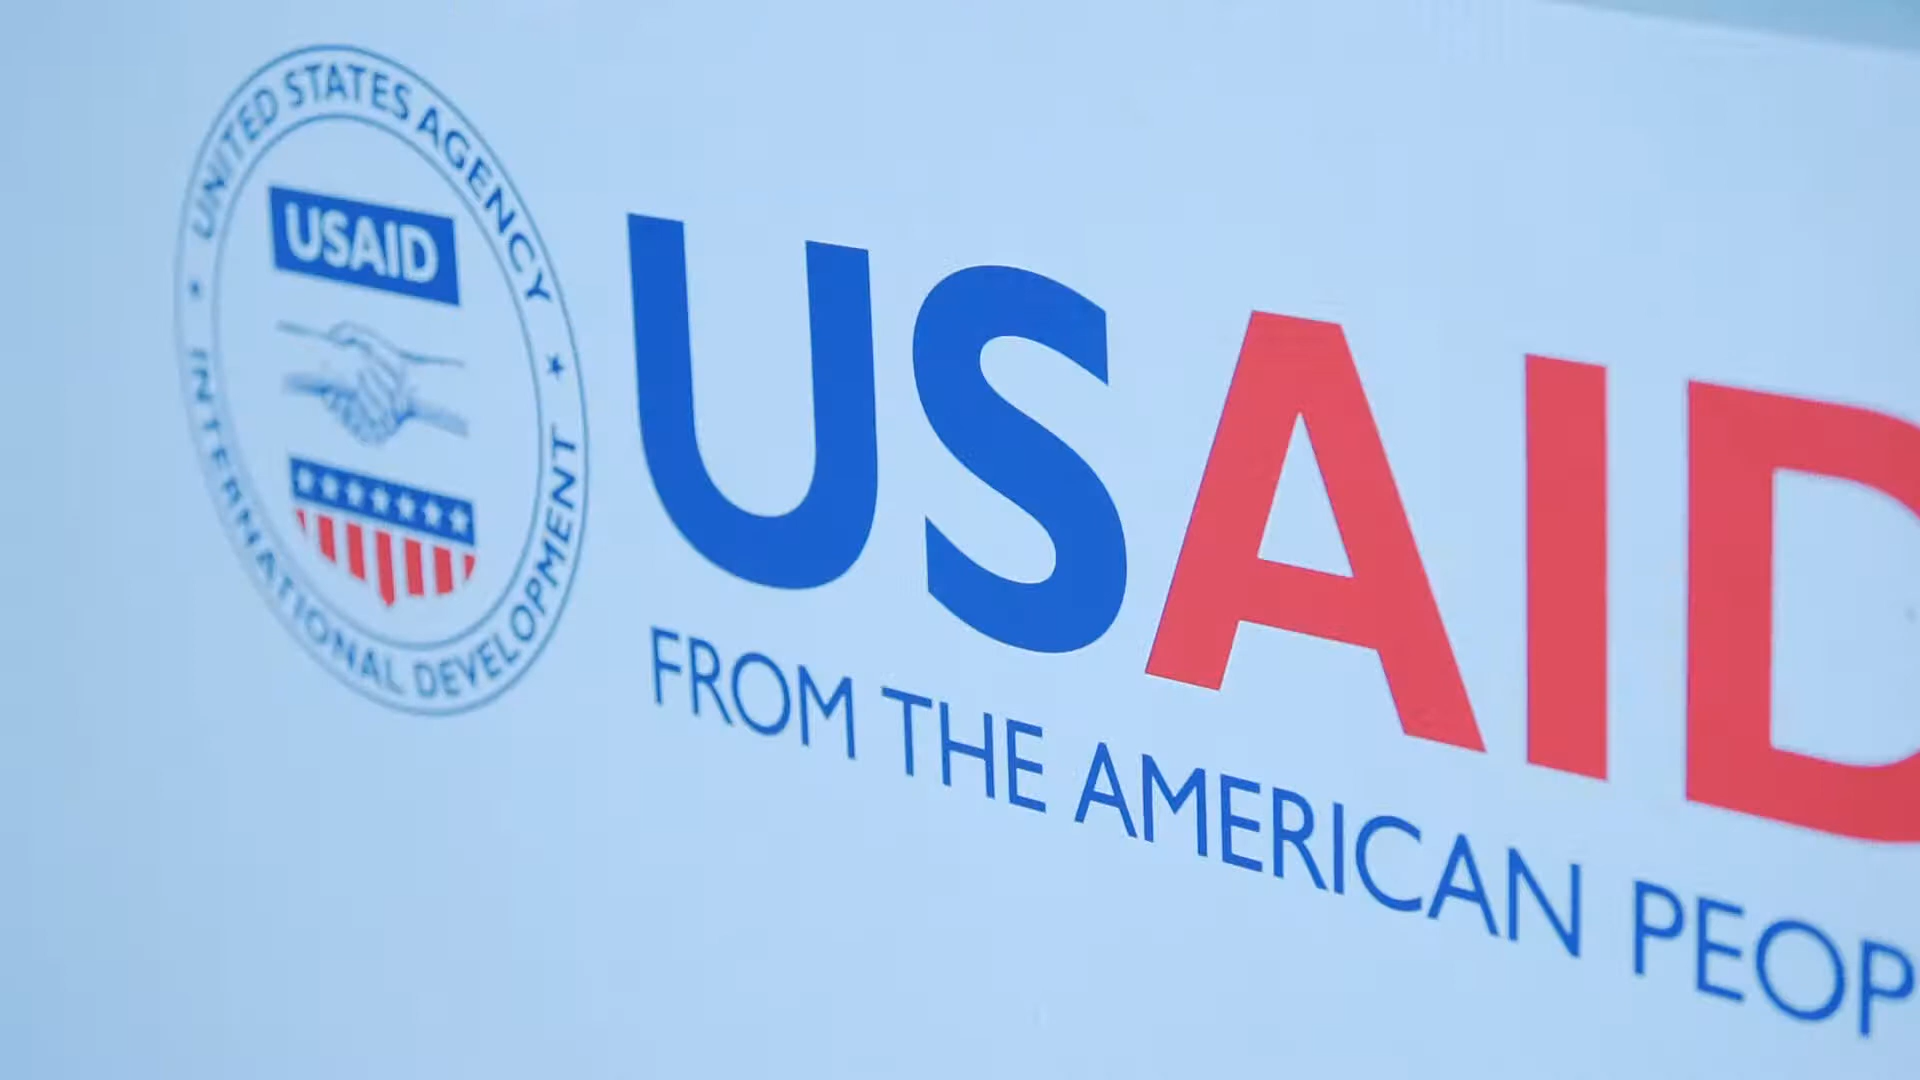 UNITED STATES AGENCY
USAID
INTERNATIONAL DEVELOPMENT
USAID
FROM THE AMERICAN PEOP